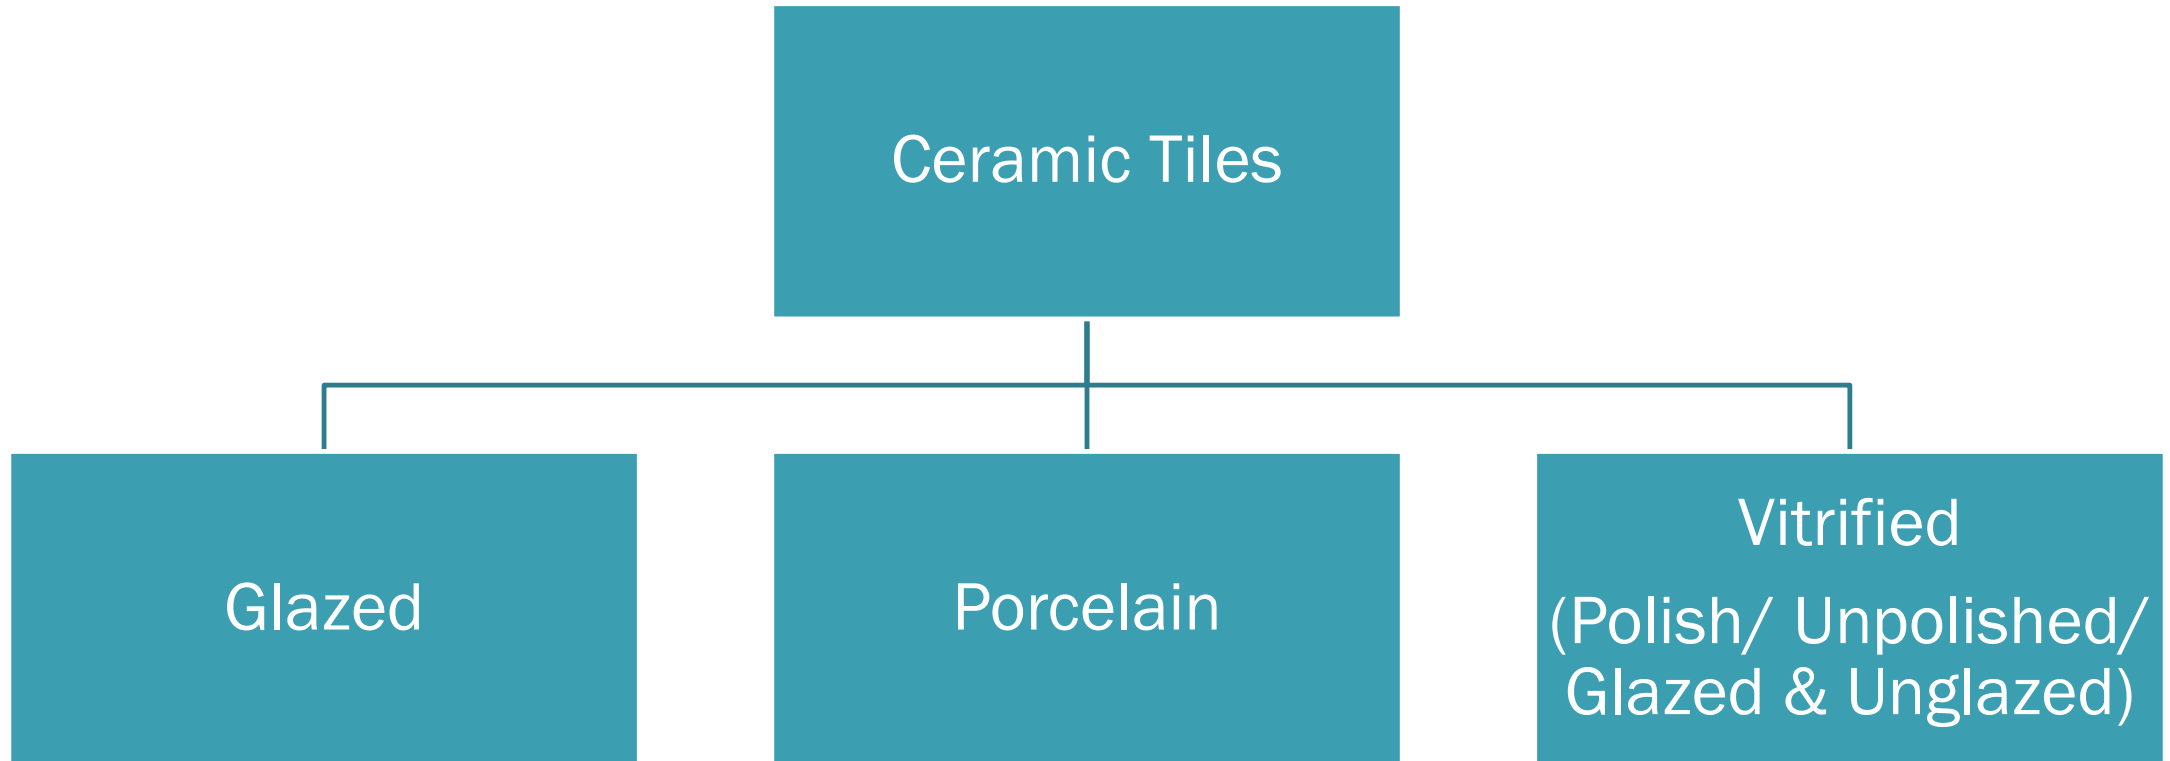 Ceramic Tiles
Glazed
Porcelain
Vitrified
(Polish/ Unpolished/
Glazed & Unglazed)